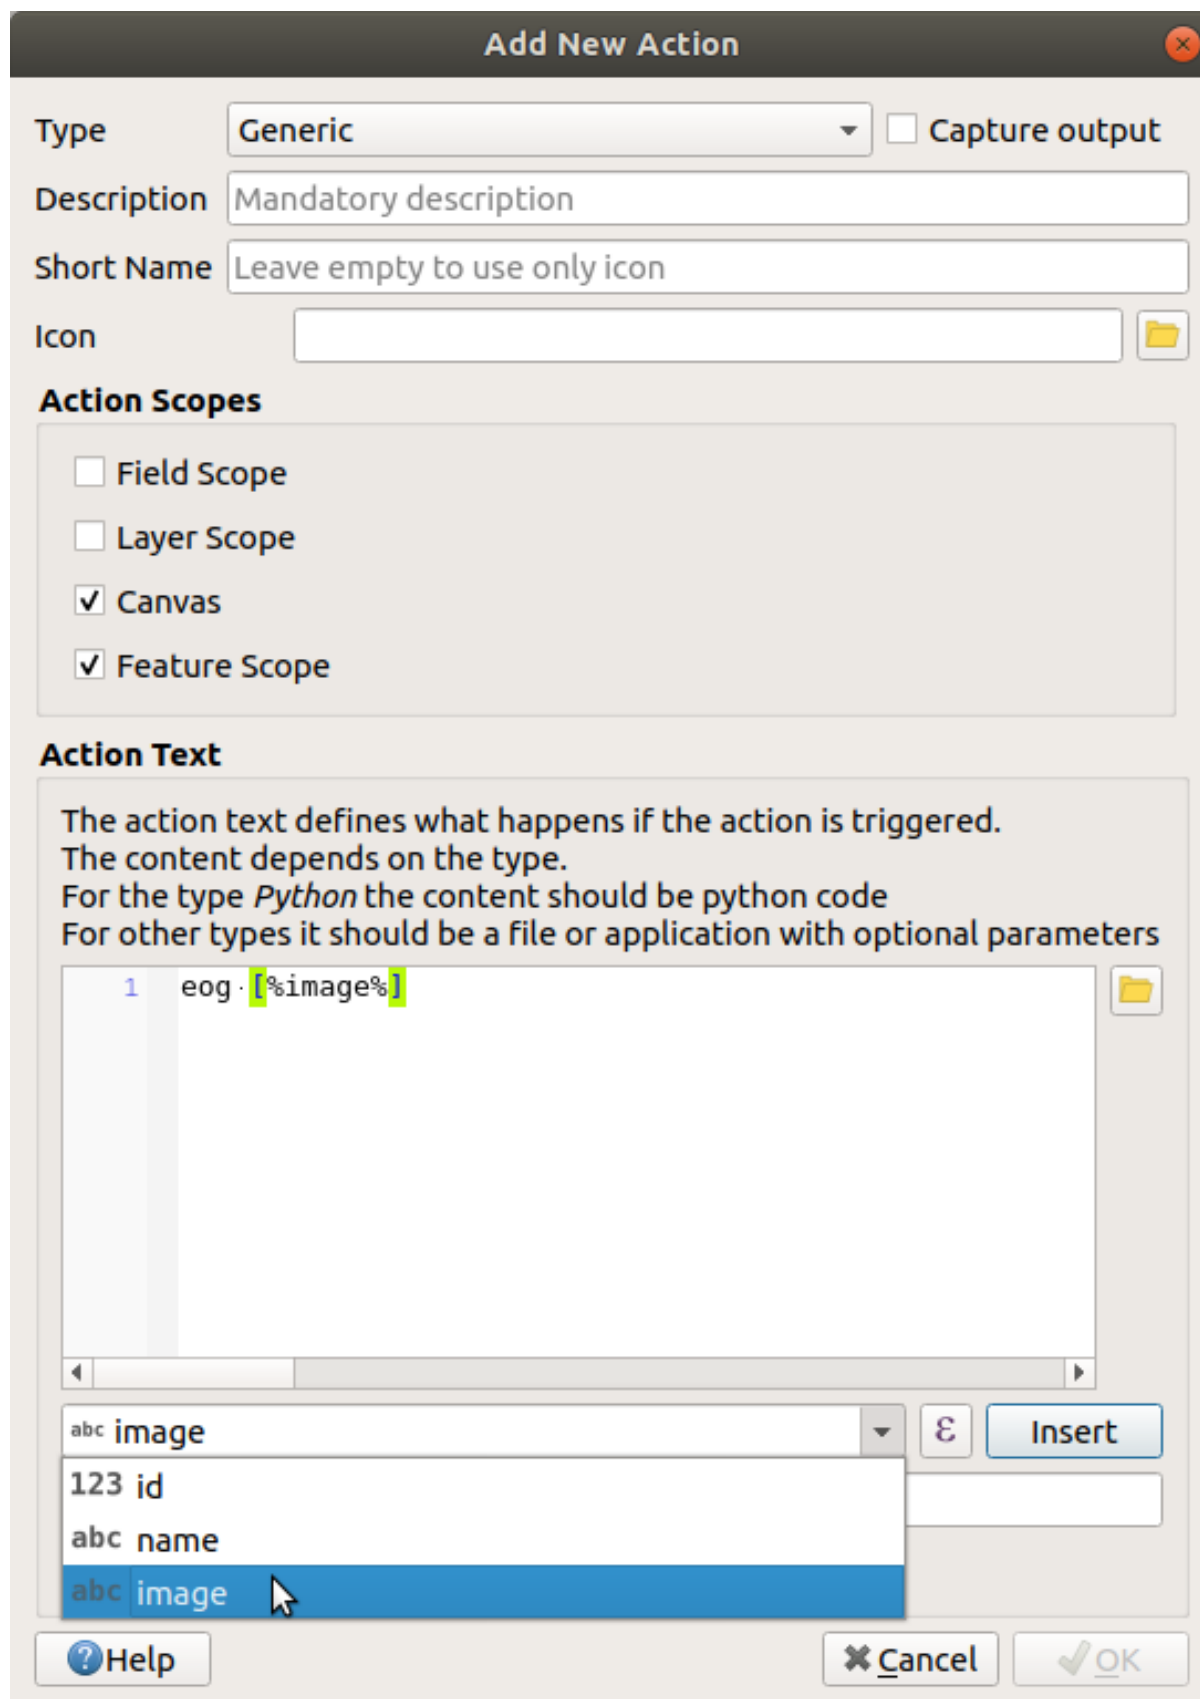 Add New Action
Type Generic Capture output
Description Mandatory description
Short Name Leave empty to use only icon
Icon
Action Scopes
Field Scope
Layer Scope
Canvas
Feature Scope
Action Text
The action text defines what happens if the action is triggered.
The content depends on the type.
For the type Python the content should be python code
For other types it should be a file or application with optional parameters
1 eog·[%image%]
abc image ε Insert
123 id
abc name
abc image
?Help Cancel OK